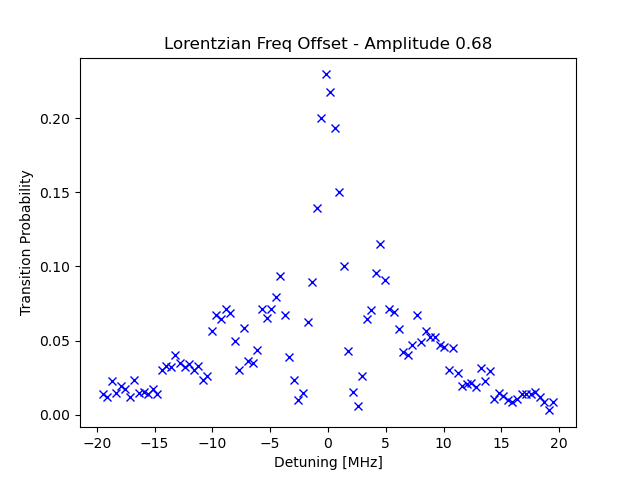 Lorentzian Freq Offset - Amplitude 0.68
0.20
0.15
0.10
0.05
0.00
Transition Probability
−20 −15 −10 −5 0 5 10 15 20
Detuning [MHz]